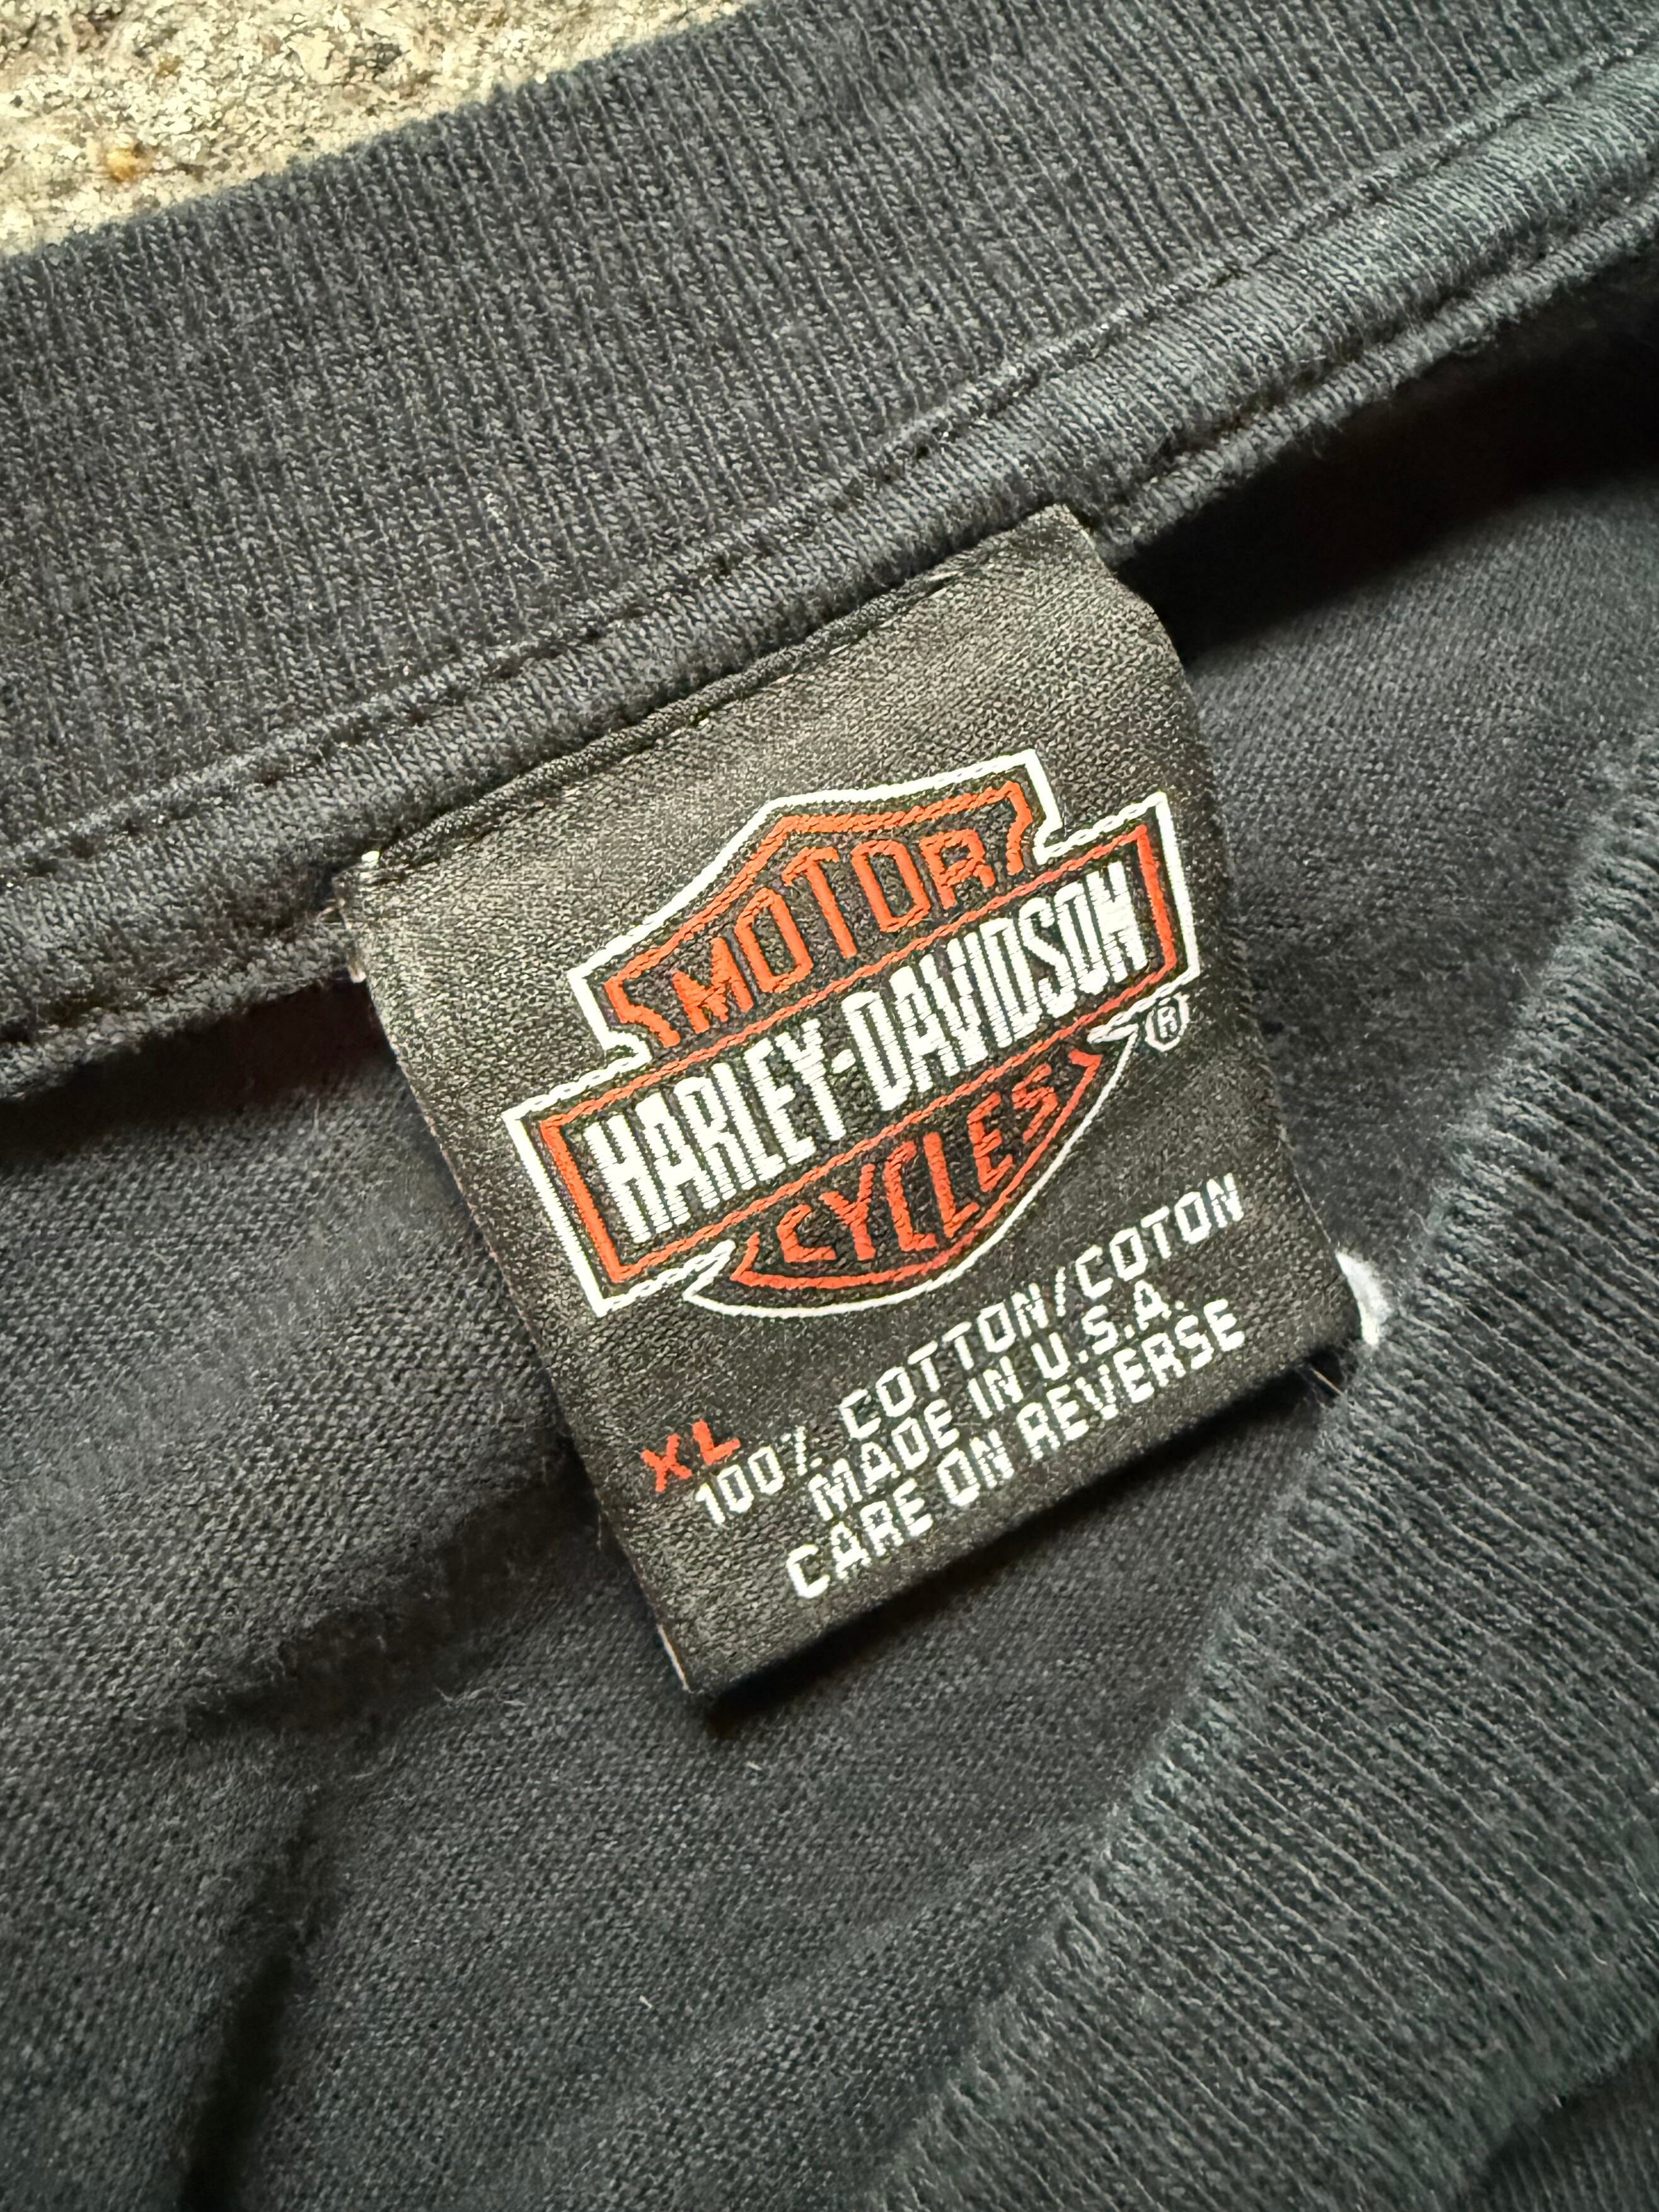 MOTOR
HARLEY-DAVIDSON
®
CYCLES
XL
100% COTTON/COTON
MADE IN U.S.A.
CARE ON REVERSE